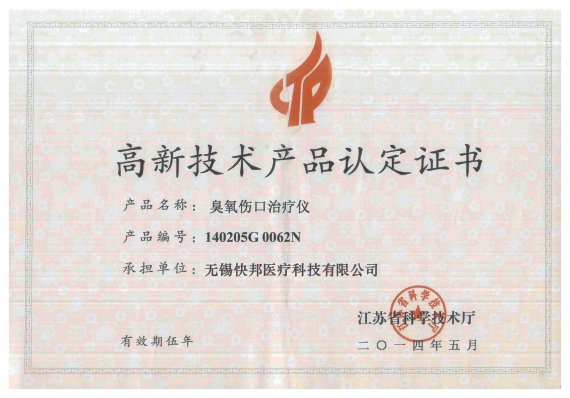 高新技术产品认定证书
产品名称：臭氧伤口治疗仪
产品编号：140205G 0062N
承担单位：无锡快邦医疗科技有限公司
江苏省科学技术厅
有效期伍年
二〇一四年五月